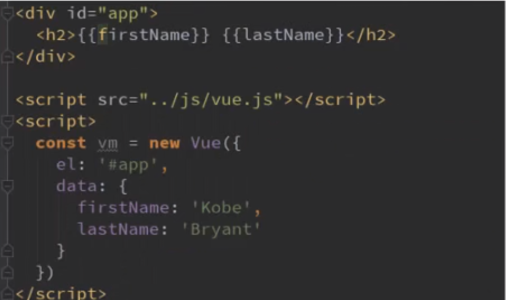 <div id="app">
  <h2>{{firstName}} {{lastName}}</h2>
</div>

<script src="../js/vue.js"></script>
<script>
  const vm = new Vue({
    el: '#app',
    data: {
      firstName: 'Kobe',
      lastName: 'Bryant'
    }
  })
</script>